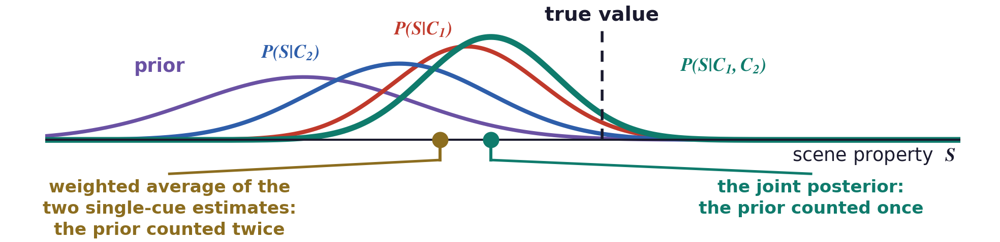 true value
P(S|C₁)
P(S|C₂)
prior
P(S|C₁, C₂)
scene property S
weighted average of the
two single-cue estimates:
the prior counted twice
the joint posterior:
the prior counted once